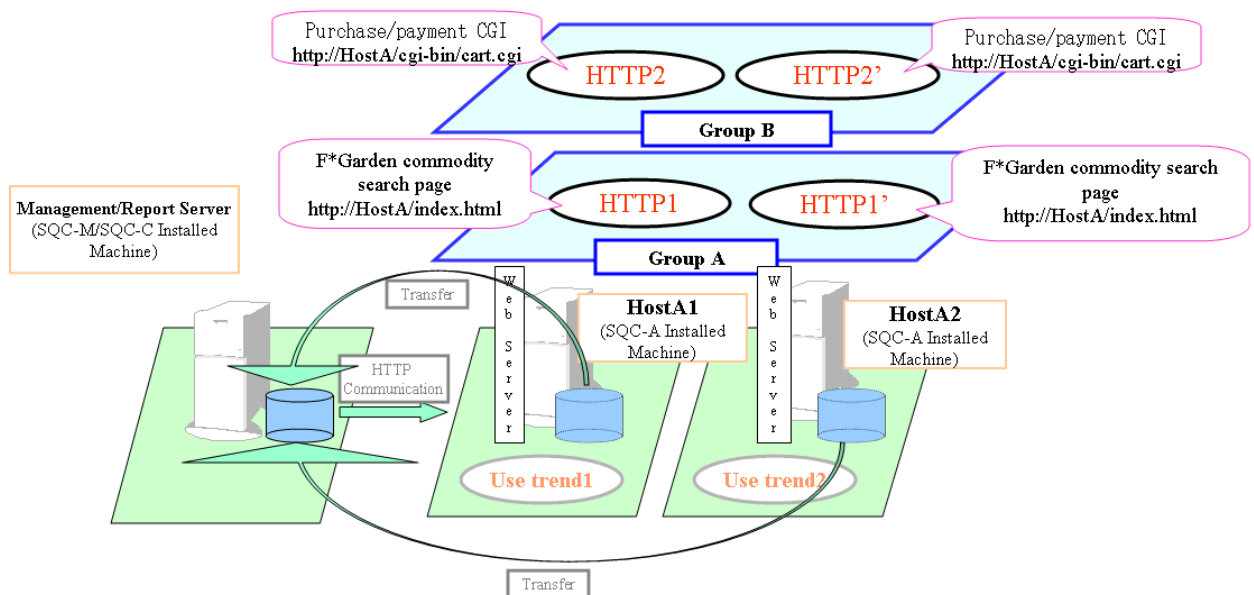 Purchase/payment CGI
http://HostA/cgi-bin/cart.cgi
Purchase/payment CGI
http://HostA/cgi-bin/cart.cgi
HTTP2
HTTP2’
Group B
F*Garden commodity
search page
http://HostA/index.html
F*Garden commodity search
page
http://HostA/index.html
HTTP1
HTTP1’
Group A
Management/Report Server
(SQC-M/SQC-C Installed
Machine)
Transfer
Web Server
HostA1
(SQC-A Installed
Machine)
Web Server
HostA2
(SQC-A Installed
Machine)
HTTP
Communication
Use trend1
Use trend2
Transfer